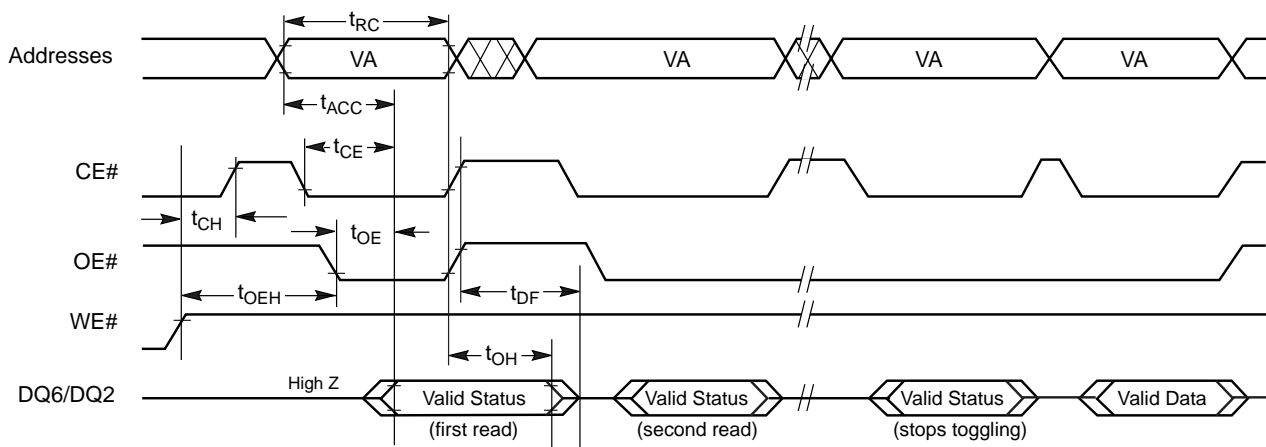 tRC
Addresses VA VA VA VA
tACC
tCE
CE#
tCH tOE
OE#
tOEH tDF
WE#
tOH
High Z
DQ6/DQ2 Valid Status Valid Status Valid Status Valid Data
(first read) (second read) (stops toggling)